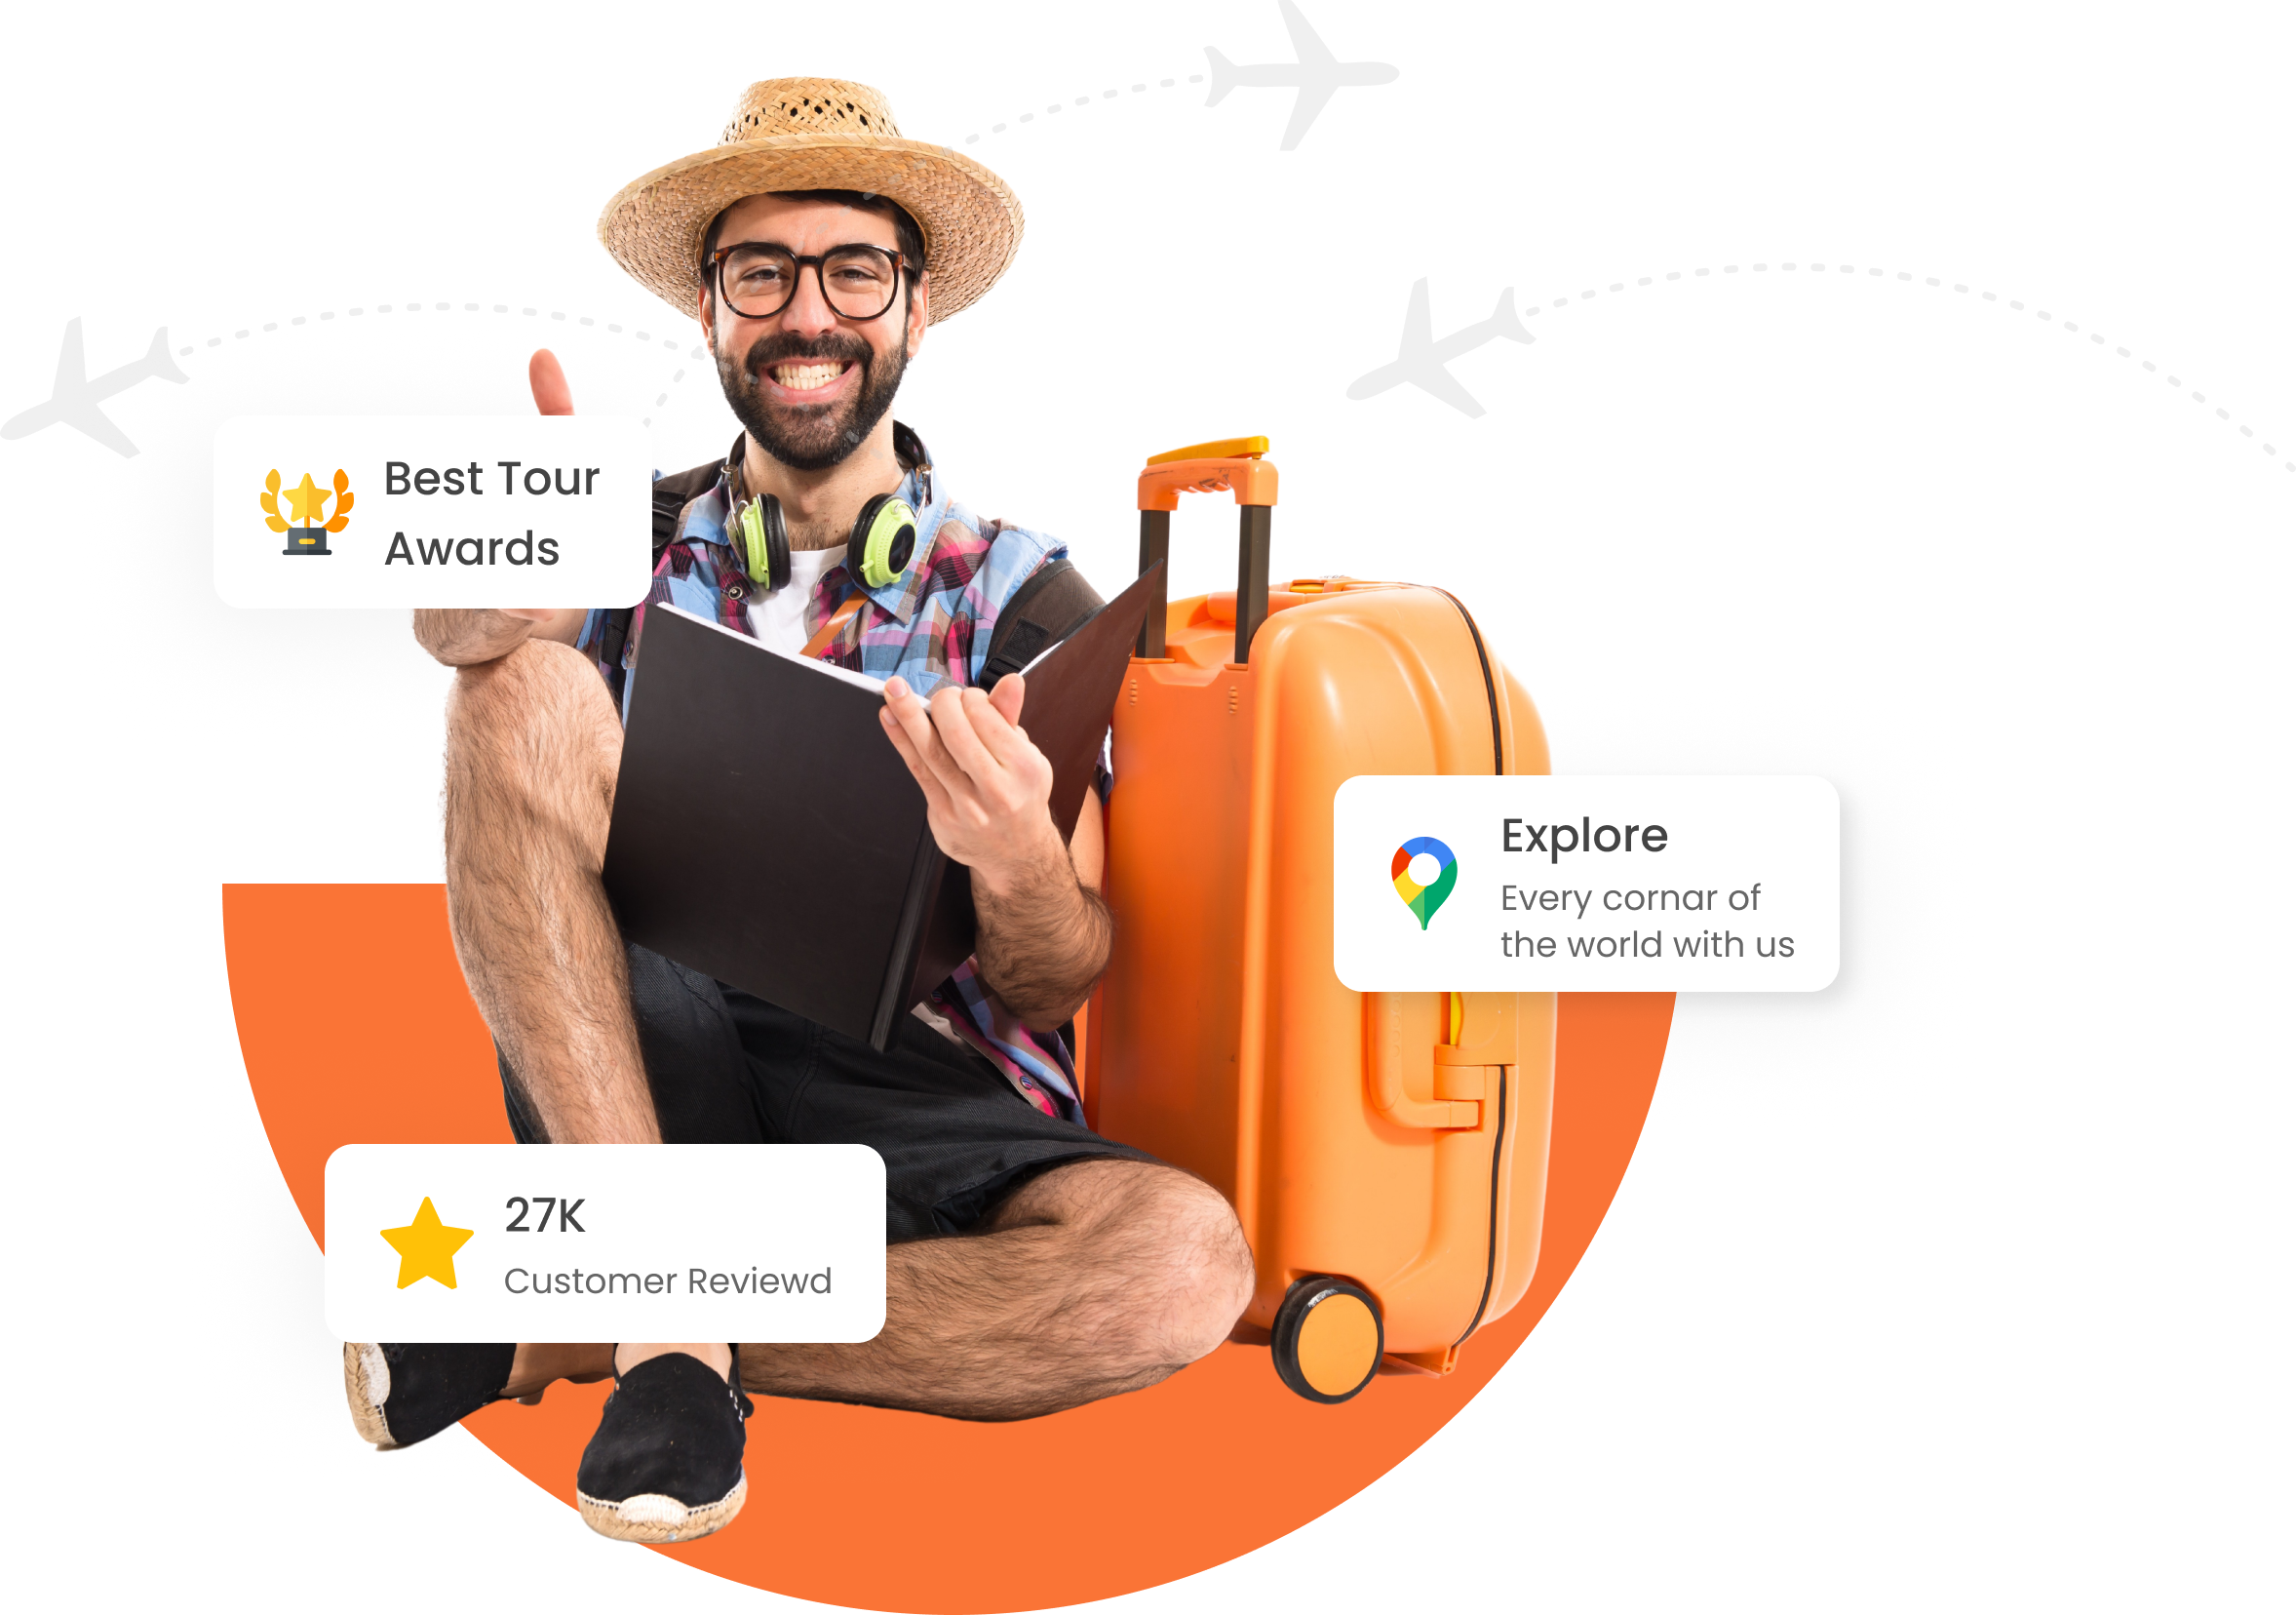 Best Tour
Awards
Explore
Every cornar of
the world with us
27K
Customer Reviewd